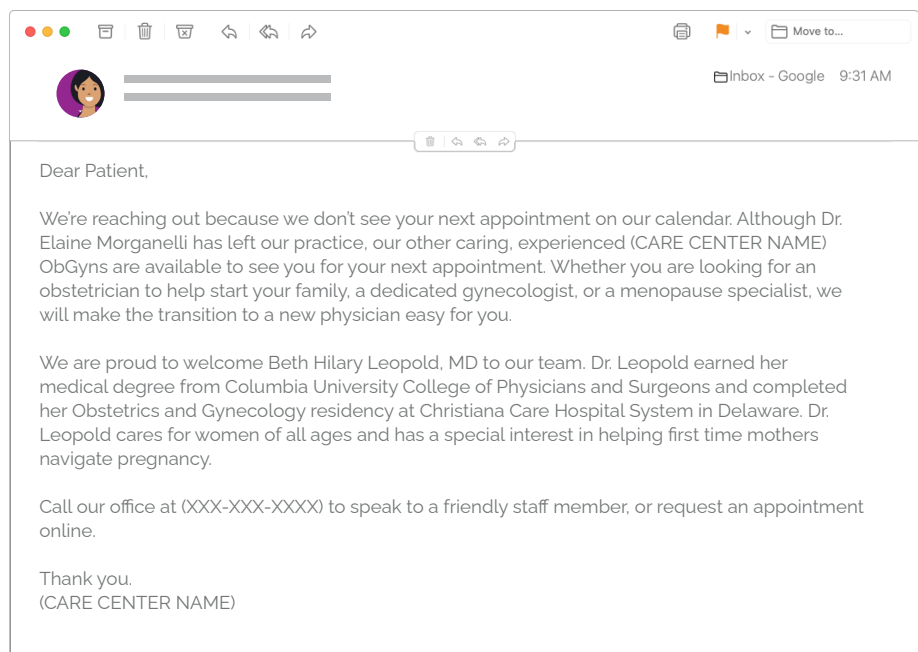 Move to...
Inbox - Google 9:31 AM
Dear Patient,
We're reaching out because we don't see your next appointment on our calendar. Although Dr.
Elaine Morganelli has left our practice, our other caring, experienced (CARE CENTER NAME)
ObGyns are available to see you for your next appointment. Whether you are looking for an
obstetrician to help start your family, a dedicated gynecologist, or a menopause specialist, we
will make the transition to a new physician easy for you.
We are proud to welcome Beth Hilary Leopold, MD to our team. Dr. Leopold earned her
medical degree from Columbia University College of Physicians and Surgeons and completed
her Obstetrics and Gynecology residency at Christiana Care Hospital System in Delaware. Dr.
Leopold cares for women of all ages and has a special interest in helping first time mothers
navigate pregnancy.
Call our office at (XXX-XXX-XXXX) to speak to a friendly staff member, or request an appointment
online.
Thank you.
(CARE CENTER NAME)